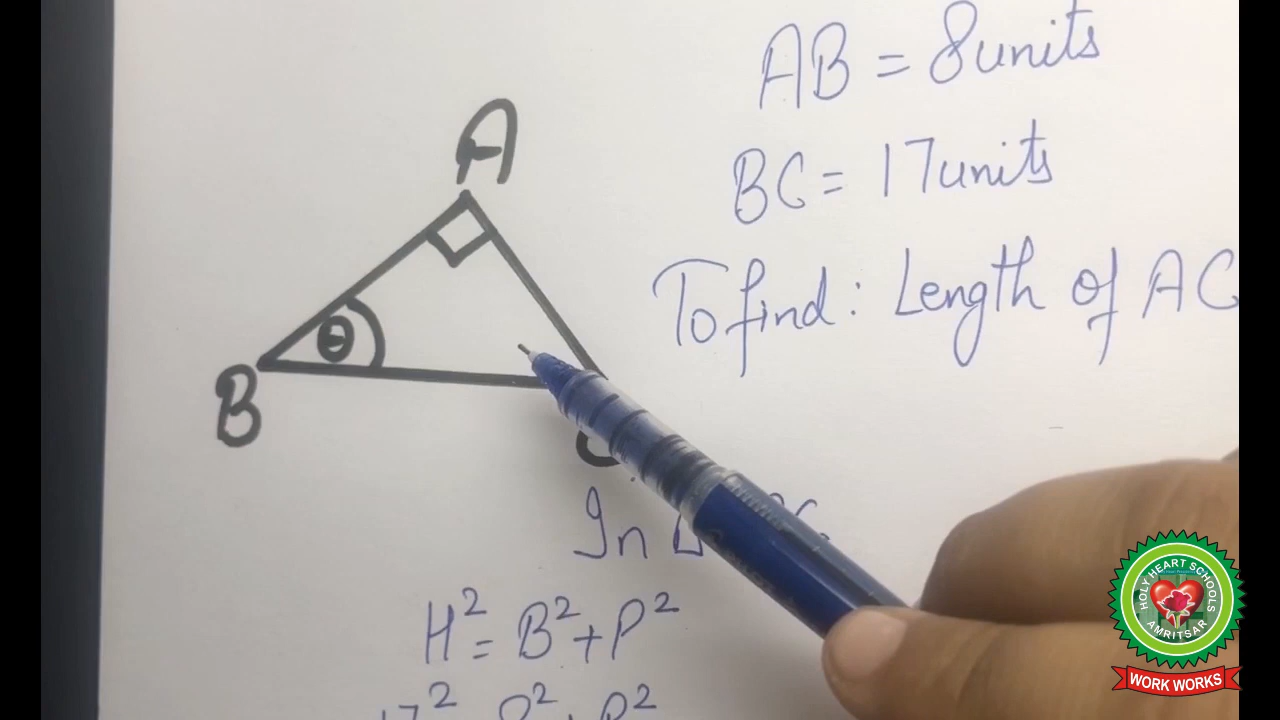 AB = 8units
A
BC = 17units
To find: Length of AC
θ
B
In
H² = B² + P²
HOLY HEART SCHOOLS
AMRITSAR
WORK WORKS